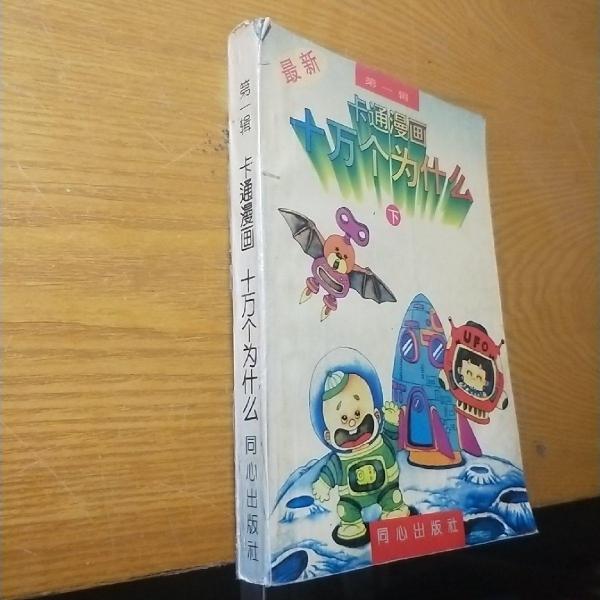 第一辑 卡通漫画 十万个为什么 同心出版社
最新
第一辑
卡通漫画
十万个为什么
下
UFO
同心出版社